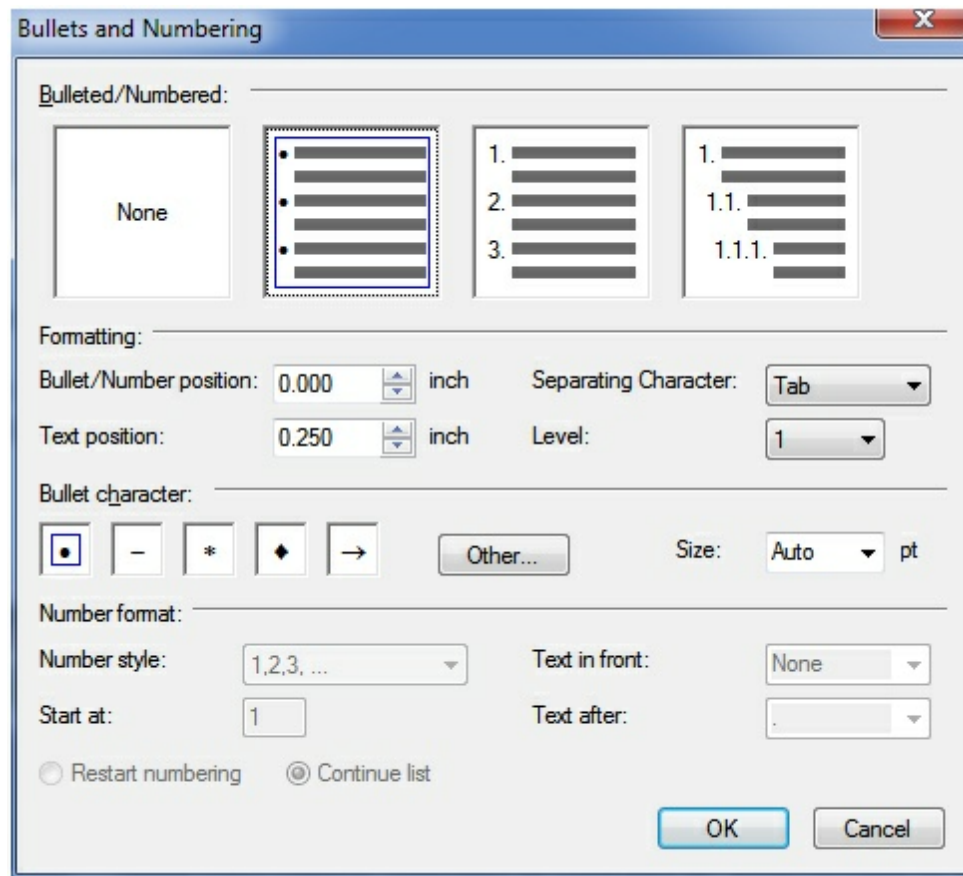 Bullets and Numbering
X
Bulleted/Numbered:
None
1.
2.
3.
1.
1.1.
1.1.1.
Formatting:
Bullet/Number position: 0.000 inch Separating Character: Tab
Text position: 0.250 inch Level: 1
Bullet character:
• – * ♦ → Other... Size: Auto pt
Number format:
Number style: 1,2,3, ... Text in front: None
Start at: 1 Text after: .
Restart numbering Continue list
OK Cancel